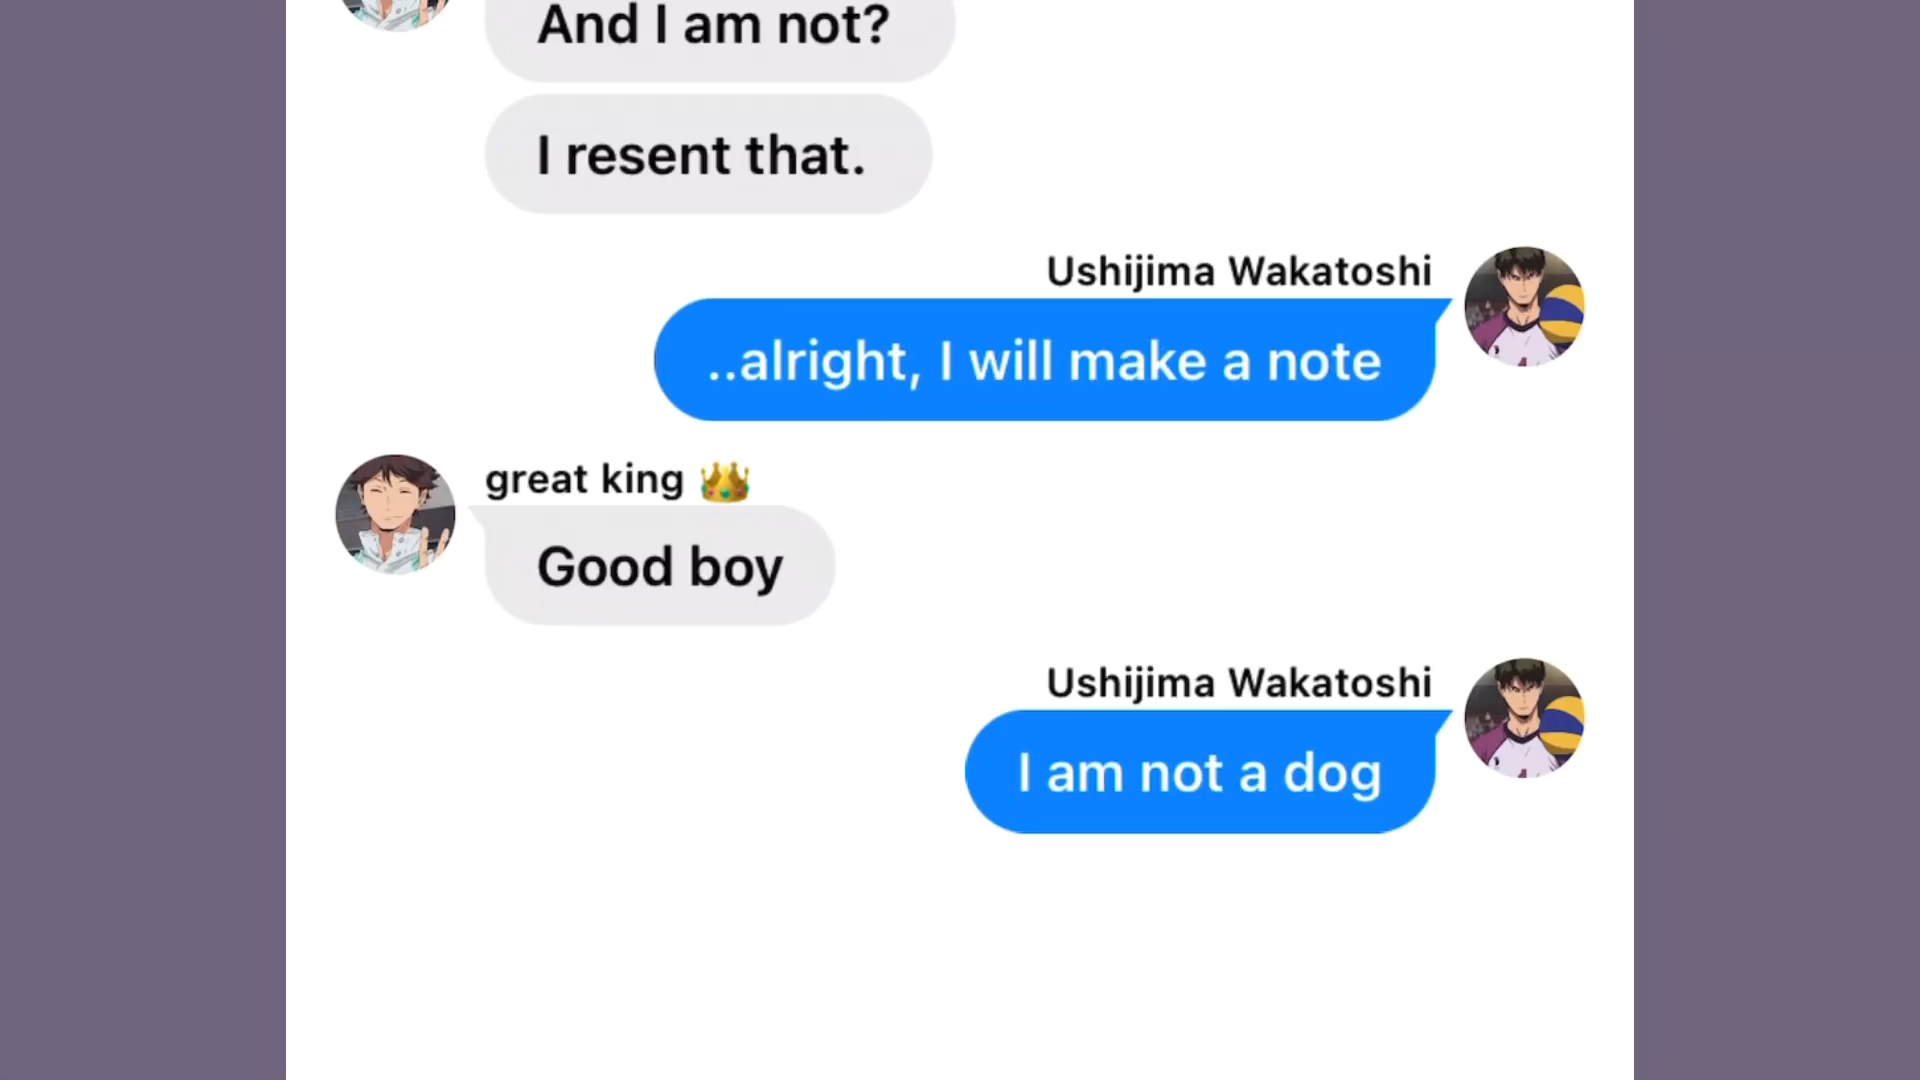 And I am not?
I resent that.
Ushijima Wakatoshi
..alright, I will make a note
great king 👑
Good boy
Ushijima Wakatoshi
I am not a dog